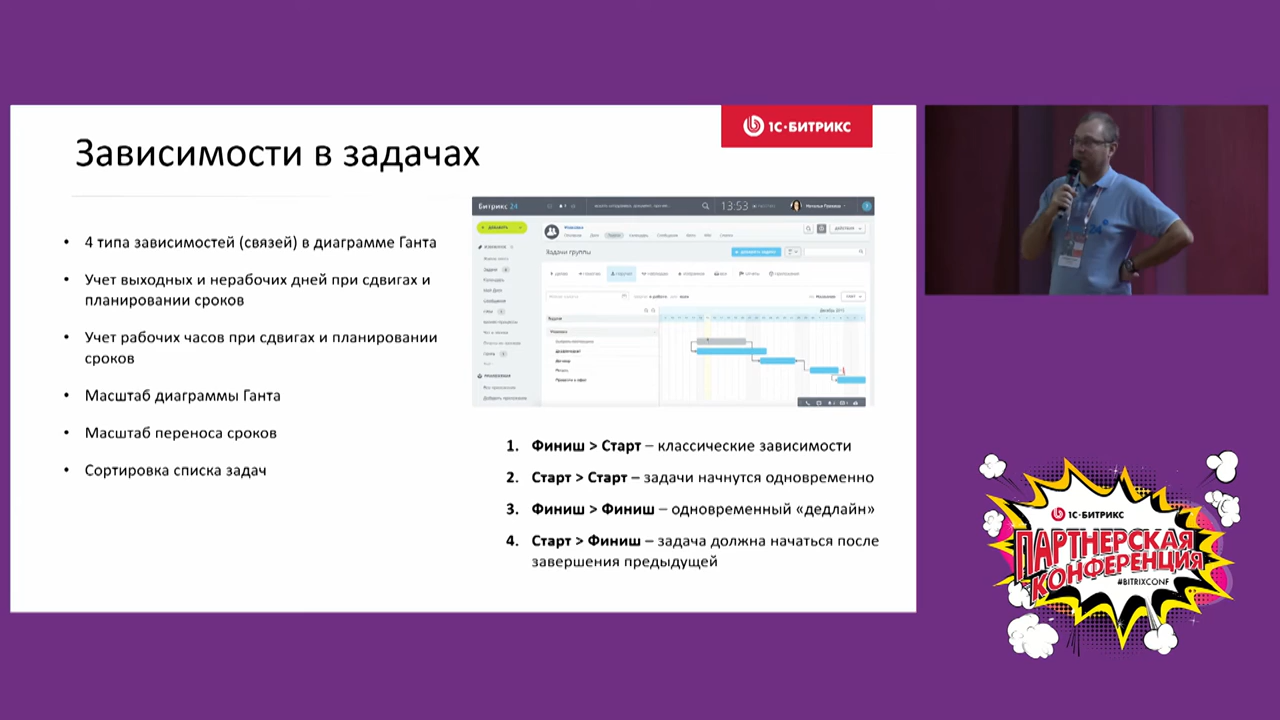 1С·БИТРИКС
Зависимости в задачах
• 4 типа зависимостей (связей) в диаграмме Ганта
• Учет выходных и нерабочих дней при сдвигах и
планировании сроков
• Учет рабочих часов при сдвигах и планировании
сроков
• Масштаб диаграммы Ганта
• Масштаб переноса сроков
• Сортировка списка задач
Битрикс 24
13:53
Задачи группы
1. Финиш > Старт – классические зависимости
2. Старт > Старт – задачи начнутся одновременно
3. Финиш > Финиш – одновременный «дедлайн»
4. Старт > Финиш – задача должна начаться после
завершения предыдущей
1С·БИТРИКС
ПАРТНЕРСКАЯ
КОНФЕРЕНЦИЯ
#BITRIXCONF